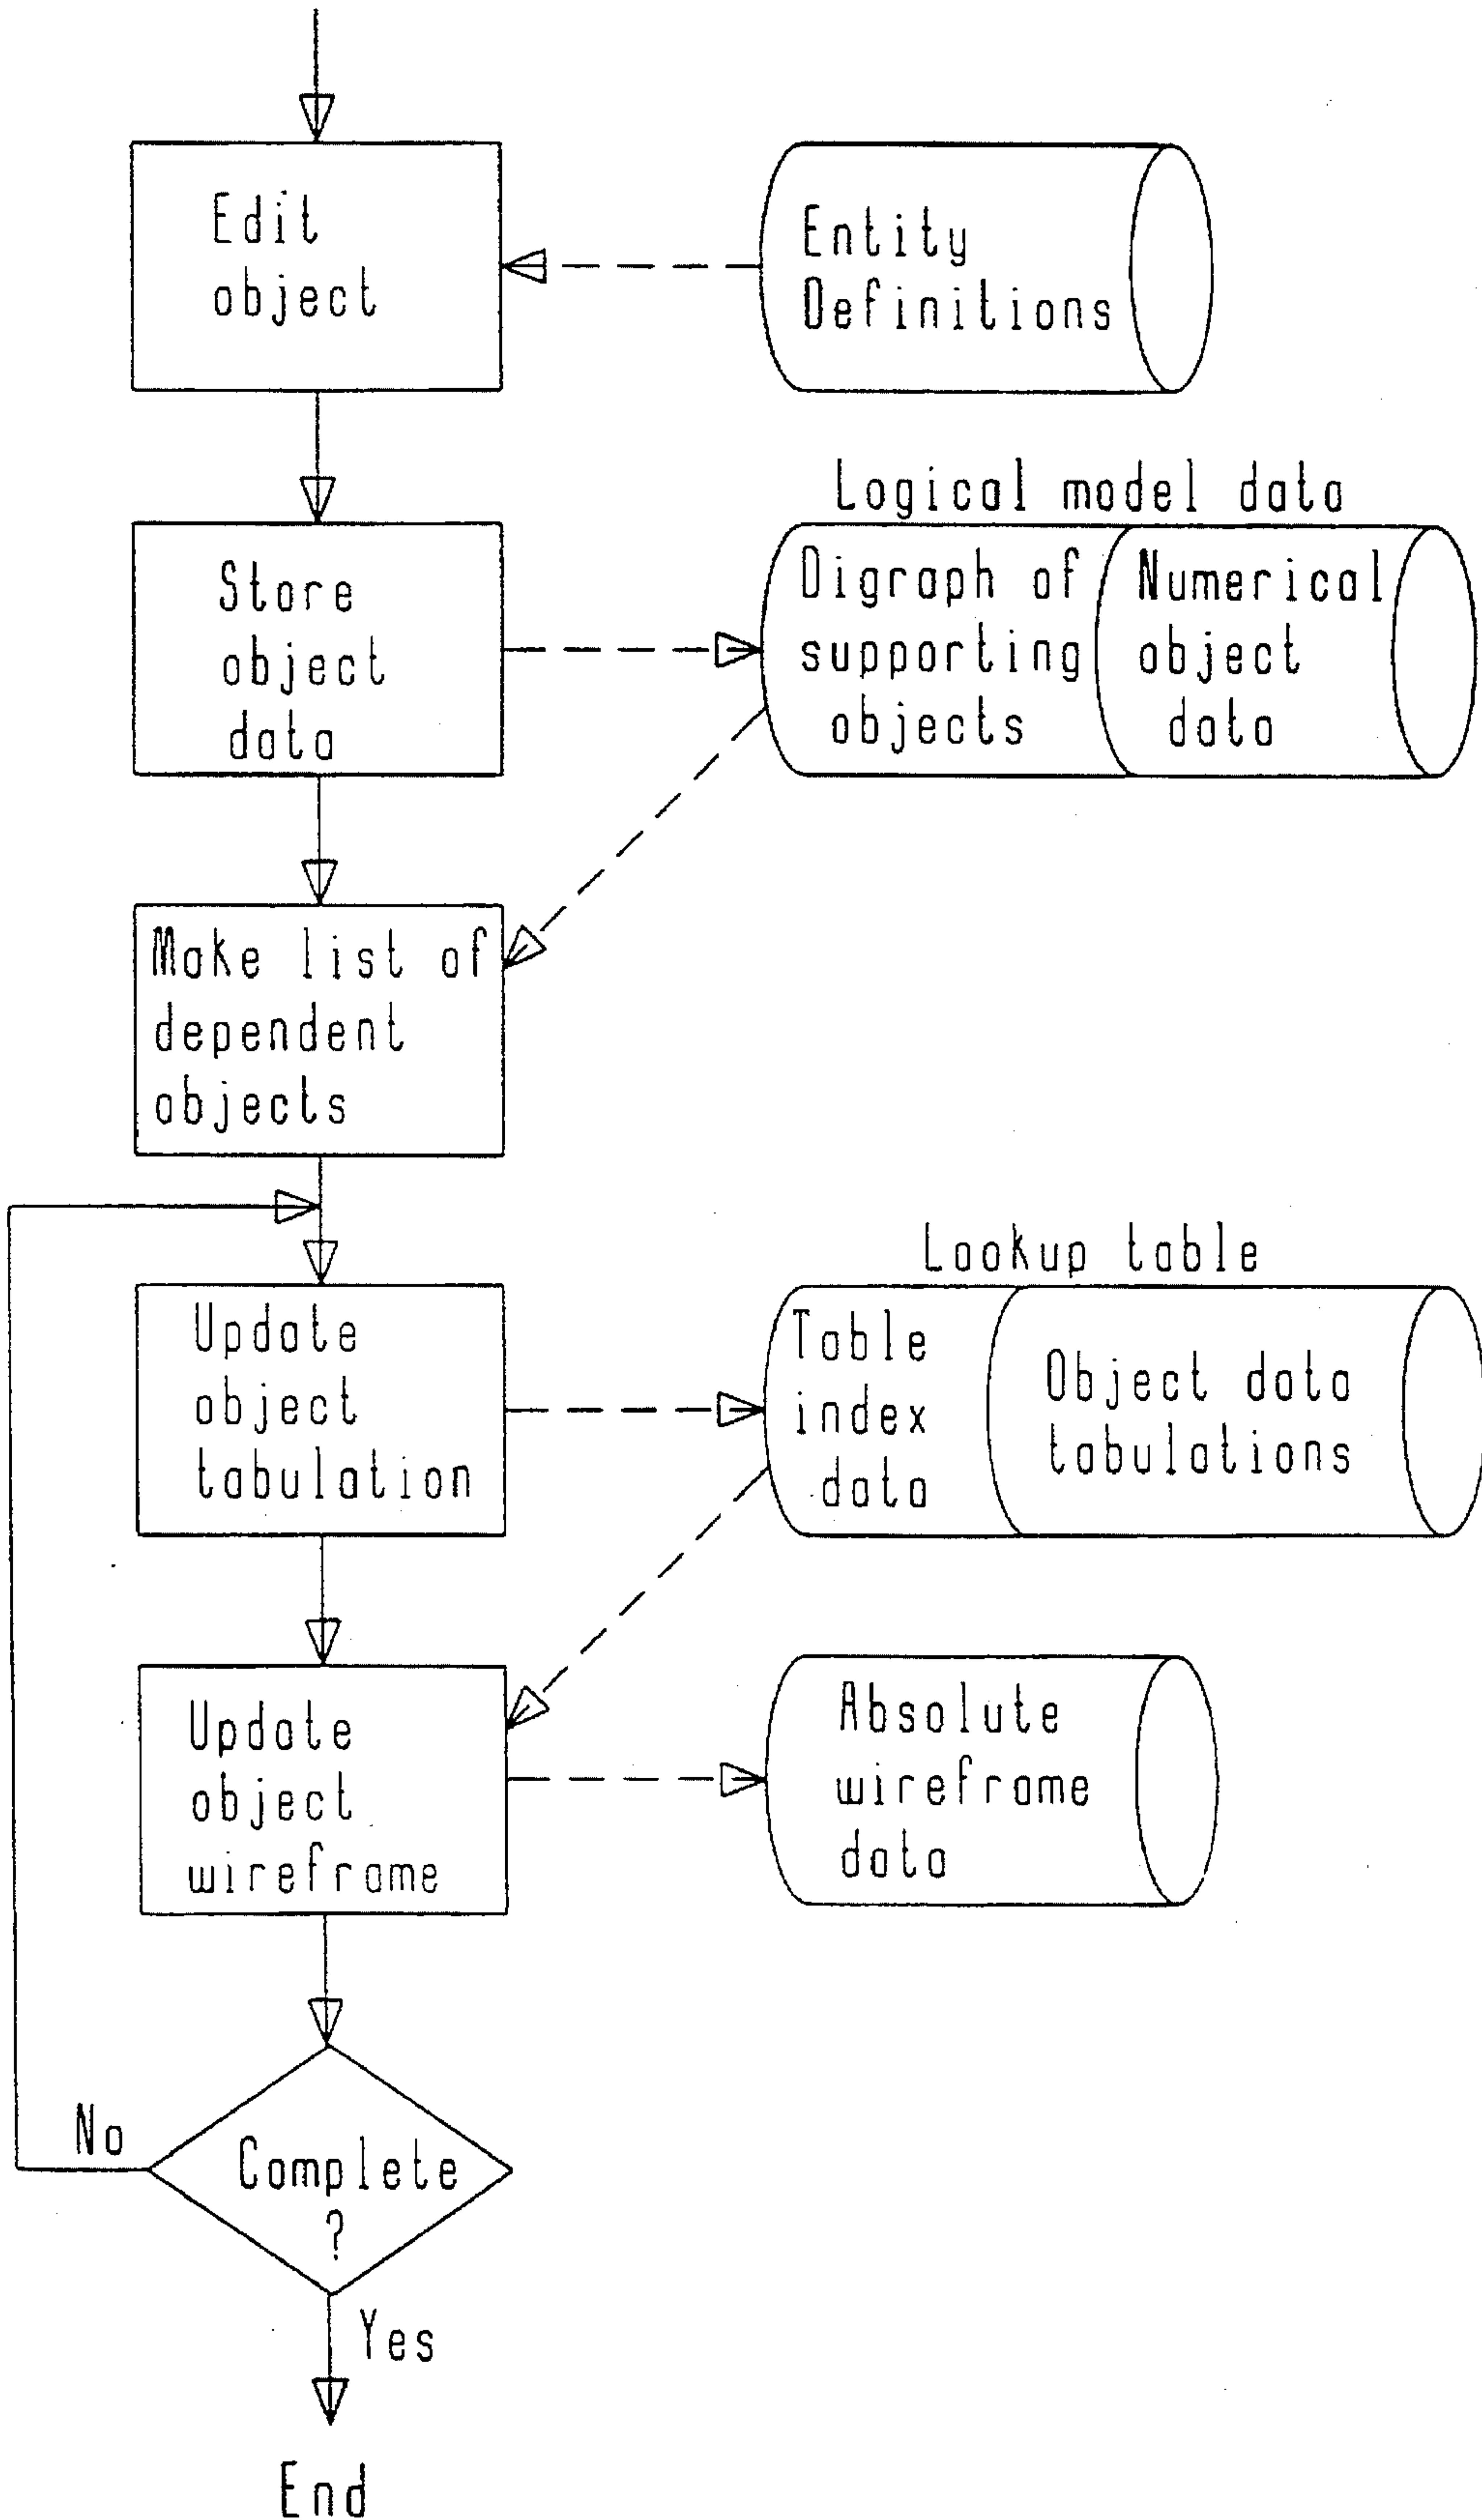 Edit
object
Entity
Definitions
Logical model data
Store
object
data
Digraph of
supporting
objects
Numerical
object
data
Make list of
dependent
objects
Lookup table
Update
object
tabulation
Table
index
data
Object data
tabulations
Update
object
wireframe
Absolute
wireframe
data
No
Complete
?
Yes
End